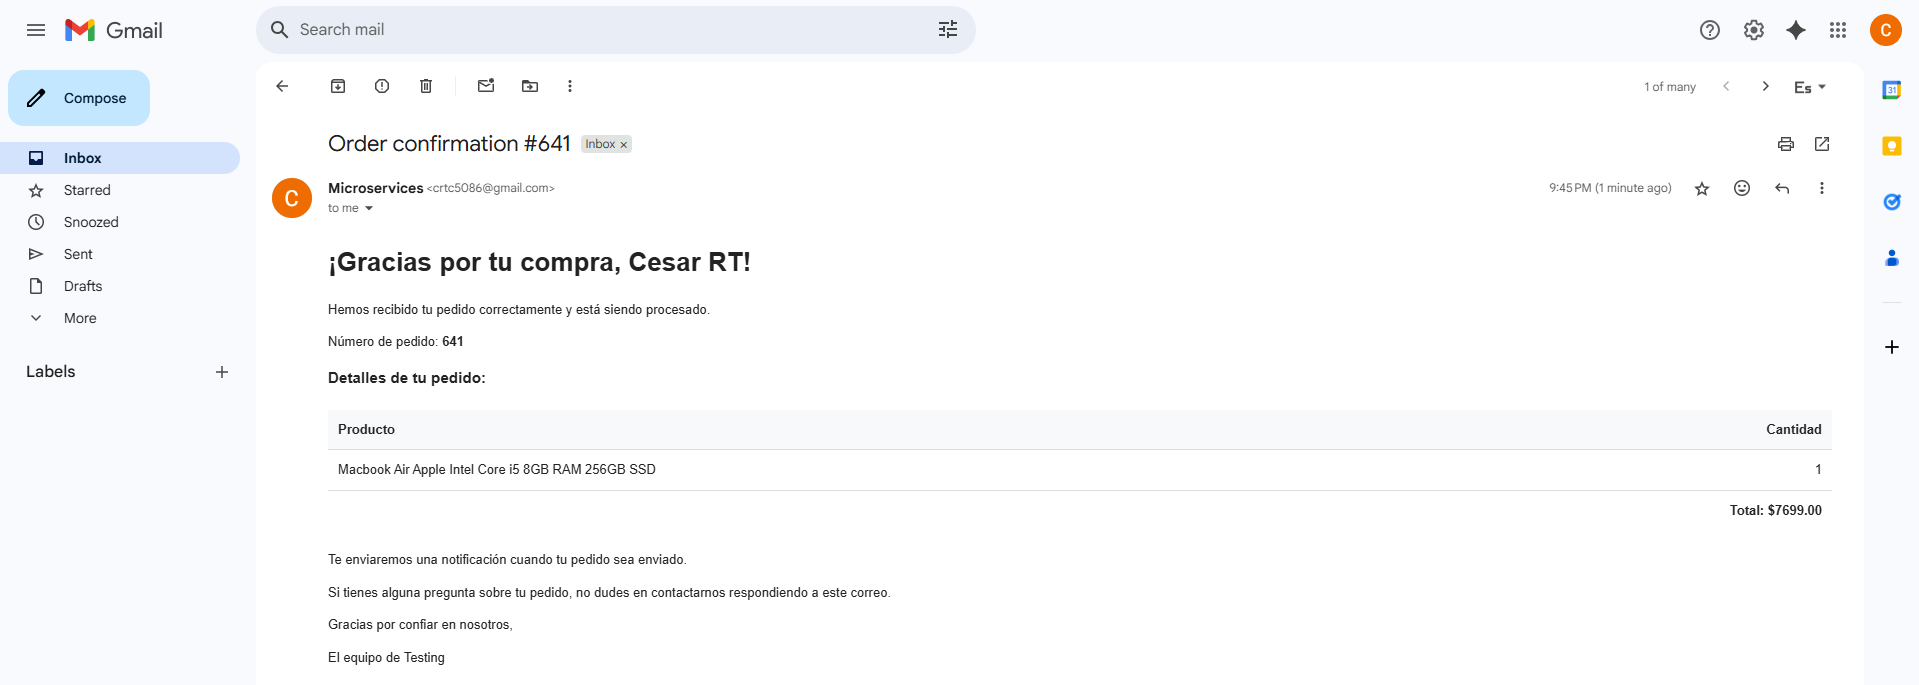 Gmail
Search mail
C
Compose
1 of many
Es
31
Inbox
Starred
Snoozed
Sent
Drafts
More
Labels
Order confirmation #641 Inbox ×
C
Microservices <crtc5086@gmail.com>
9:45 PM (1 minute ago)
to me
¡Gracias por tu compra, Cesar RT!
Hemos recibido tu pedido correctamente y está siendo procesado.
Número de pedido: 641
Detalles de tu pedido:
Producto Cantidad
Macbook Air Apple Intel Core i5 8GB RAM 256GB SSD 1
Total: $7699.00
Te enviaremos una notificación cuando tu pedido sea enviado.
Si tienes alguna pregunta sobre tu pedido, no dudes en contactarnos respondiendo a este correo.
Gracias por confiar en nosotros,
El equipo de Testing